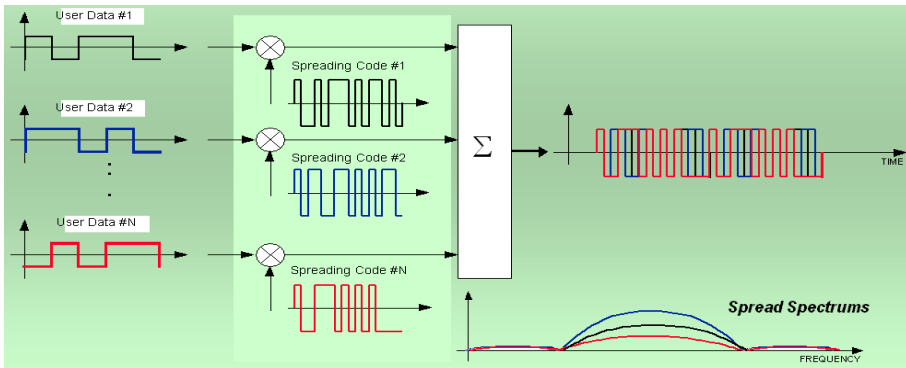 User Data #1
Spreading Code #1
User Data #2
Spreading Code #2
User Data #N
Spreading Code #N
Σ
TIME
Spread Spectrums
FREQUENCY